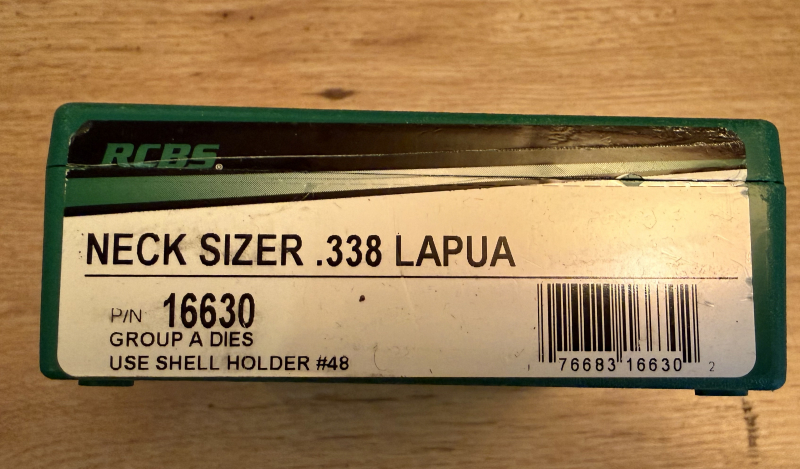 RCBS®
NECK SIZER .338 LAPUA
P/N 16630
GROUP A DIES
USE SHELL HOLDER #48
76683 16630 2